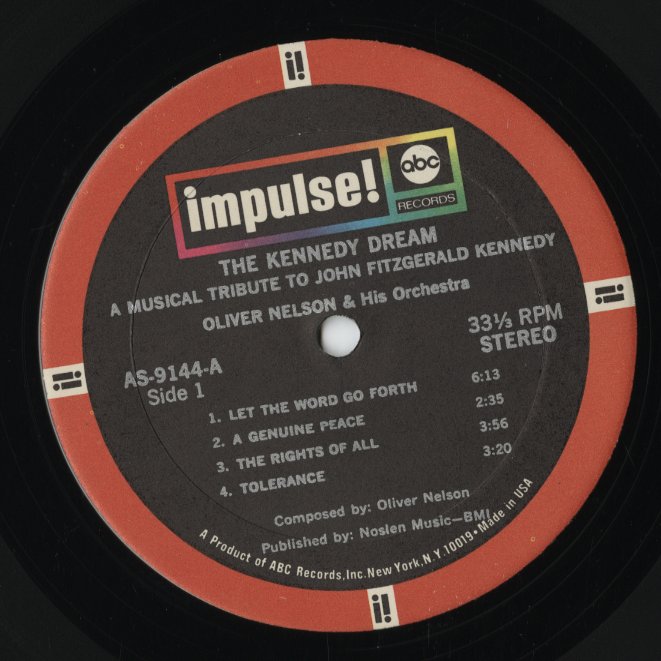 i!
impulse!
abc
RECORDS
THE KENNEDY DREAM
A MUSICAL TRIBUTE TO JOHN FITZGERALD KENNEDY
OLIVER NELSON & His Orchestra
33⅓ RPM
STEREO
AS-9144-A
Side 1
1. LET THE WORD GO FORTH 6:13
2. A GENUINE PEACE 2:35
3. THE RIGHTS OF ALL 3:56
4. TOLERANCE 3:20
Composed by: Oliver Nelson
Published by: Noslen Music—BMI
A Product of ABC Records, Inc. New York, N.Y. 10019 • Made in USA
i!
i!
i!